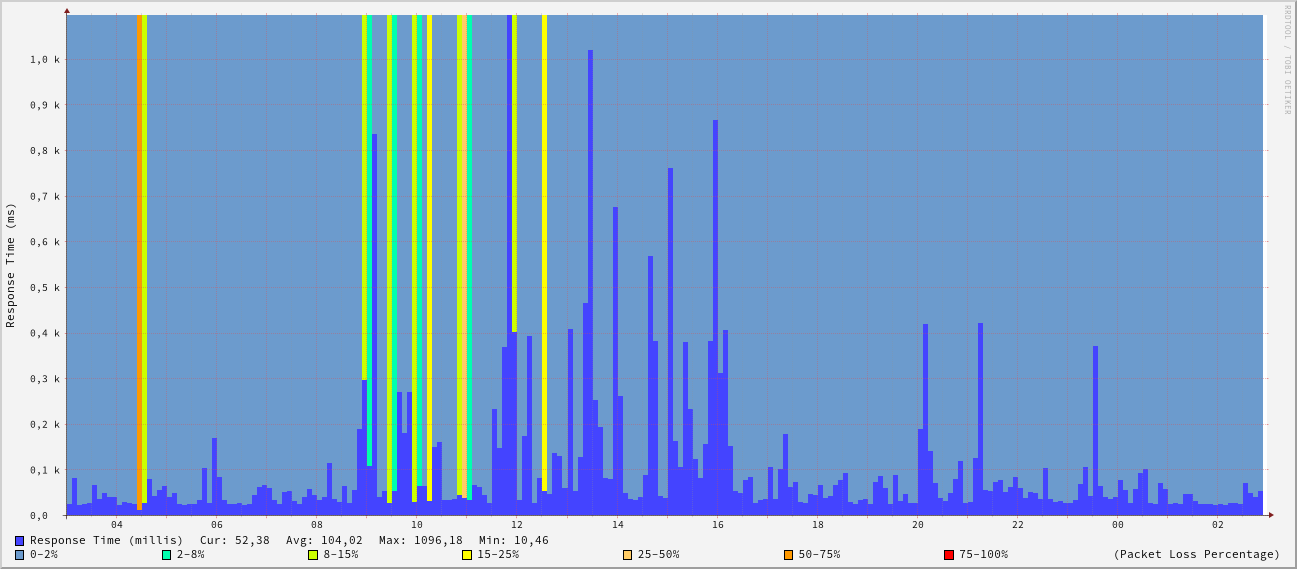 RRDTOOL / TOBI OETIKER
Response Time (ms)
1,0 k
0,9 k
0,8 k
0,7 k
0,6 k
0,5 k
0,4 k
0,3 k
0,2 k
0,1 k
0,0
04 06 08 10 12 14 16 18 20 22 00 02
Response Time (millis) Cur: 52,38 Avg: 104,02 Max: 1096,18 Min: 10,46
0-2% 2-8% 8-15% 15-25% 25-50% 50-75% 75-100% (Packet Loss Percentage)